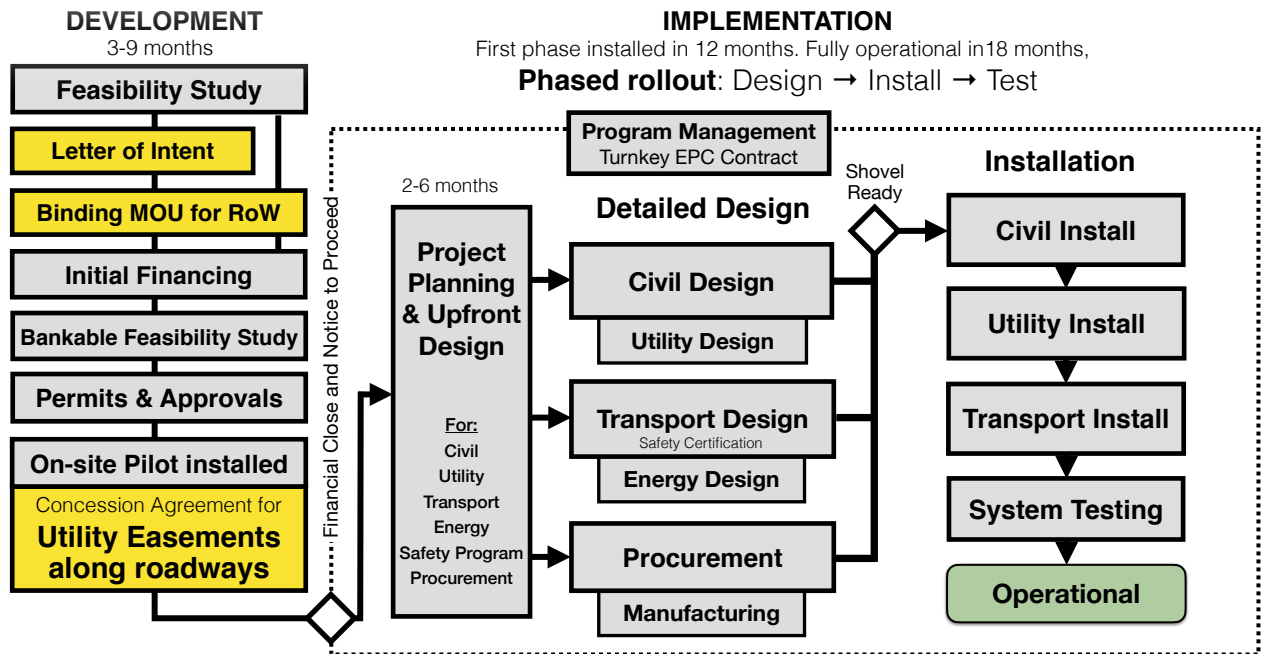 DEVELOPMENT
3-9 months
Feasibility Study
Letter of Intent
Binding MOU for RoW
Initial Financing
Bankable Feasibility Study
Permits & Approvals
On-site Pilot installed
Concession Agreement for
Utility Easements
along roadways
Financial Close and Notice to Proceed
IMPLEMENTATION
First phase installed in 12 months. Fully operational in18 months,
Phased rollout: Design → Install → Test
Program Management
Turnkey EPC Contract
2-6 months
Project
Planning
& Upfront
Design
For:
Civil
Utility
Transport
Energy
Safety Program
Procurement
Detailed Design
Civil Design
Utility Design
Transport Design
Safety Certification
Energy Design
Procurement
Manufacturing
Shovel
Ready
Installation
Civil Install
Utility Install
Transport Install
System Testing
Operational